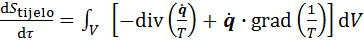 dS_tijelo/dτ = ∫_V [−div(q̇/T) + q̇ · grad(1/T)] dV